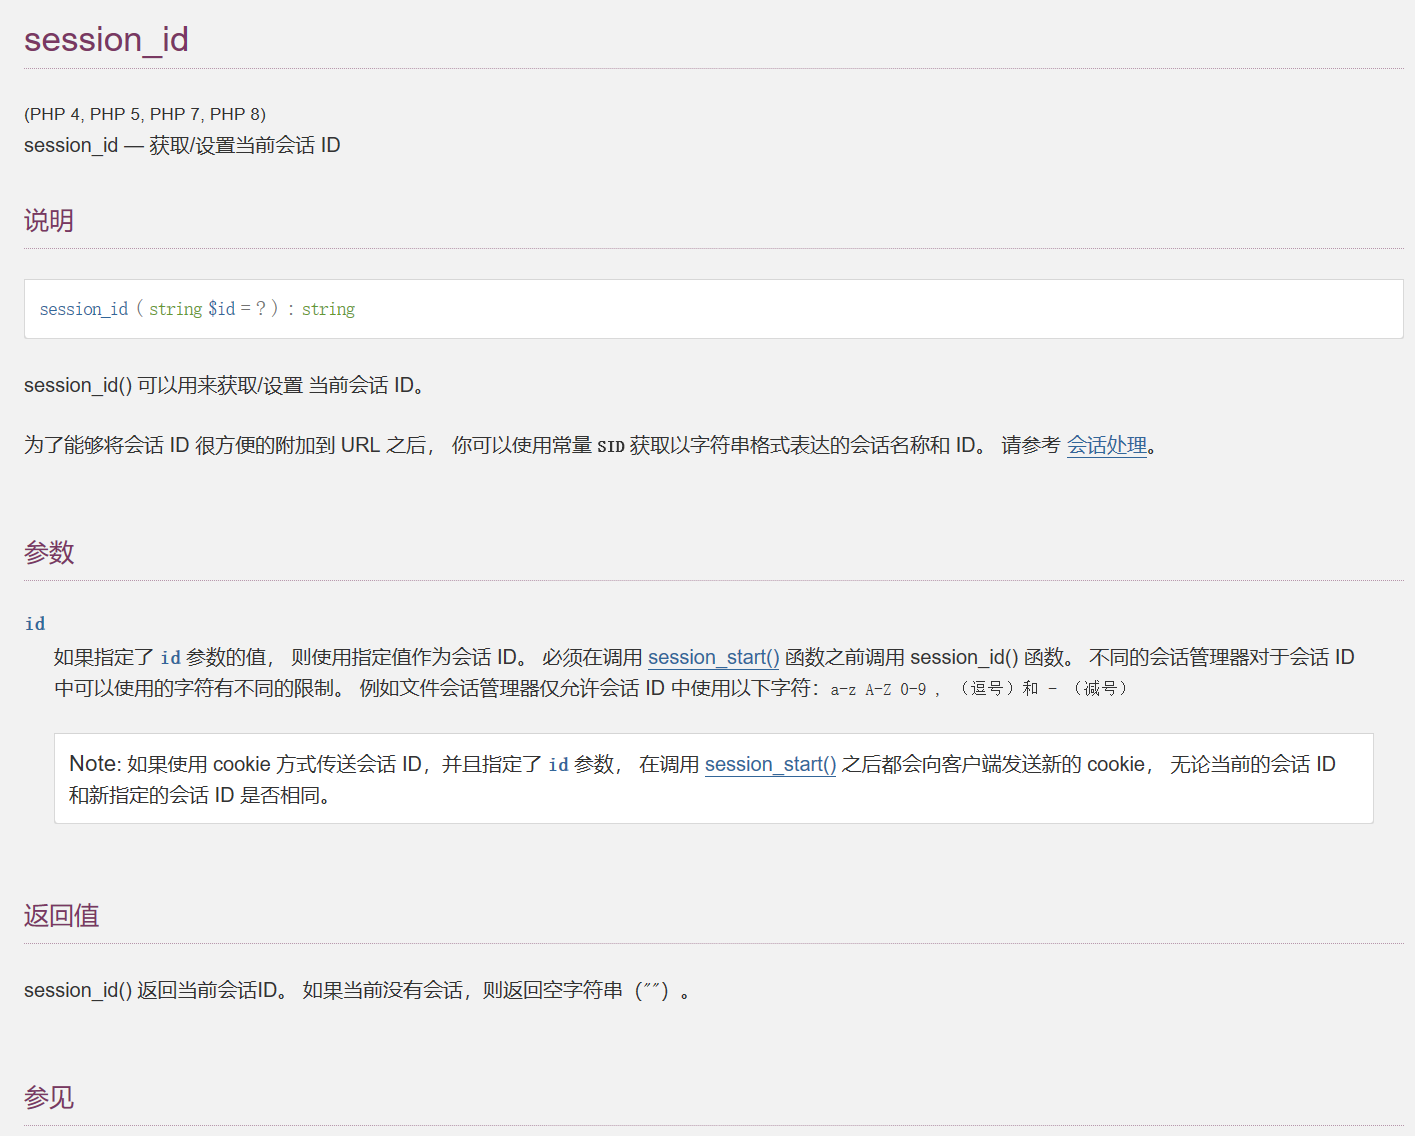 session_id
(PHP 4, PHP 5, PHP 7, PHP 8)
session_id — 获取/设置当前会话 ID
说明
session_id ( string $id = ? ) : string
session_id() 可以用来获取/设置 当前会话 ID。
为了能够将会话 ID 很方便的附加到 URL 之后， 你可以使用常量 SID 获取以字符串格式表达的会话名称和 ID。 请参考 会话处理。
参数
id
如果指定了 id 参数的值， 则使用指定值作为会话 ID。 必须在调用 session_start() 函数之前调用 session_id() 函数。 不同的会话管理器对于会话 ID
中可以使用的字符有不同的限制。 例如文件会话管理器仅允许会话 ID 中使用以下字符：a-z A-Z 0-9 , （逗号）和 - （减号）
Note: 如果使用 cookie 方式传送会话 ID，并且指定了 id 参数， 在调用 session_start() 之后都会向客户端发送新的 cookie， 无论当前的会话 ID
和新指定的会话 ID 是否相同。
返回值
session_id() 返回当前会话ID。 如果当前没有会话，则返回空字符串（""）。
参见